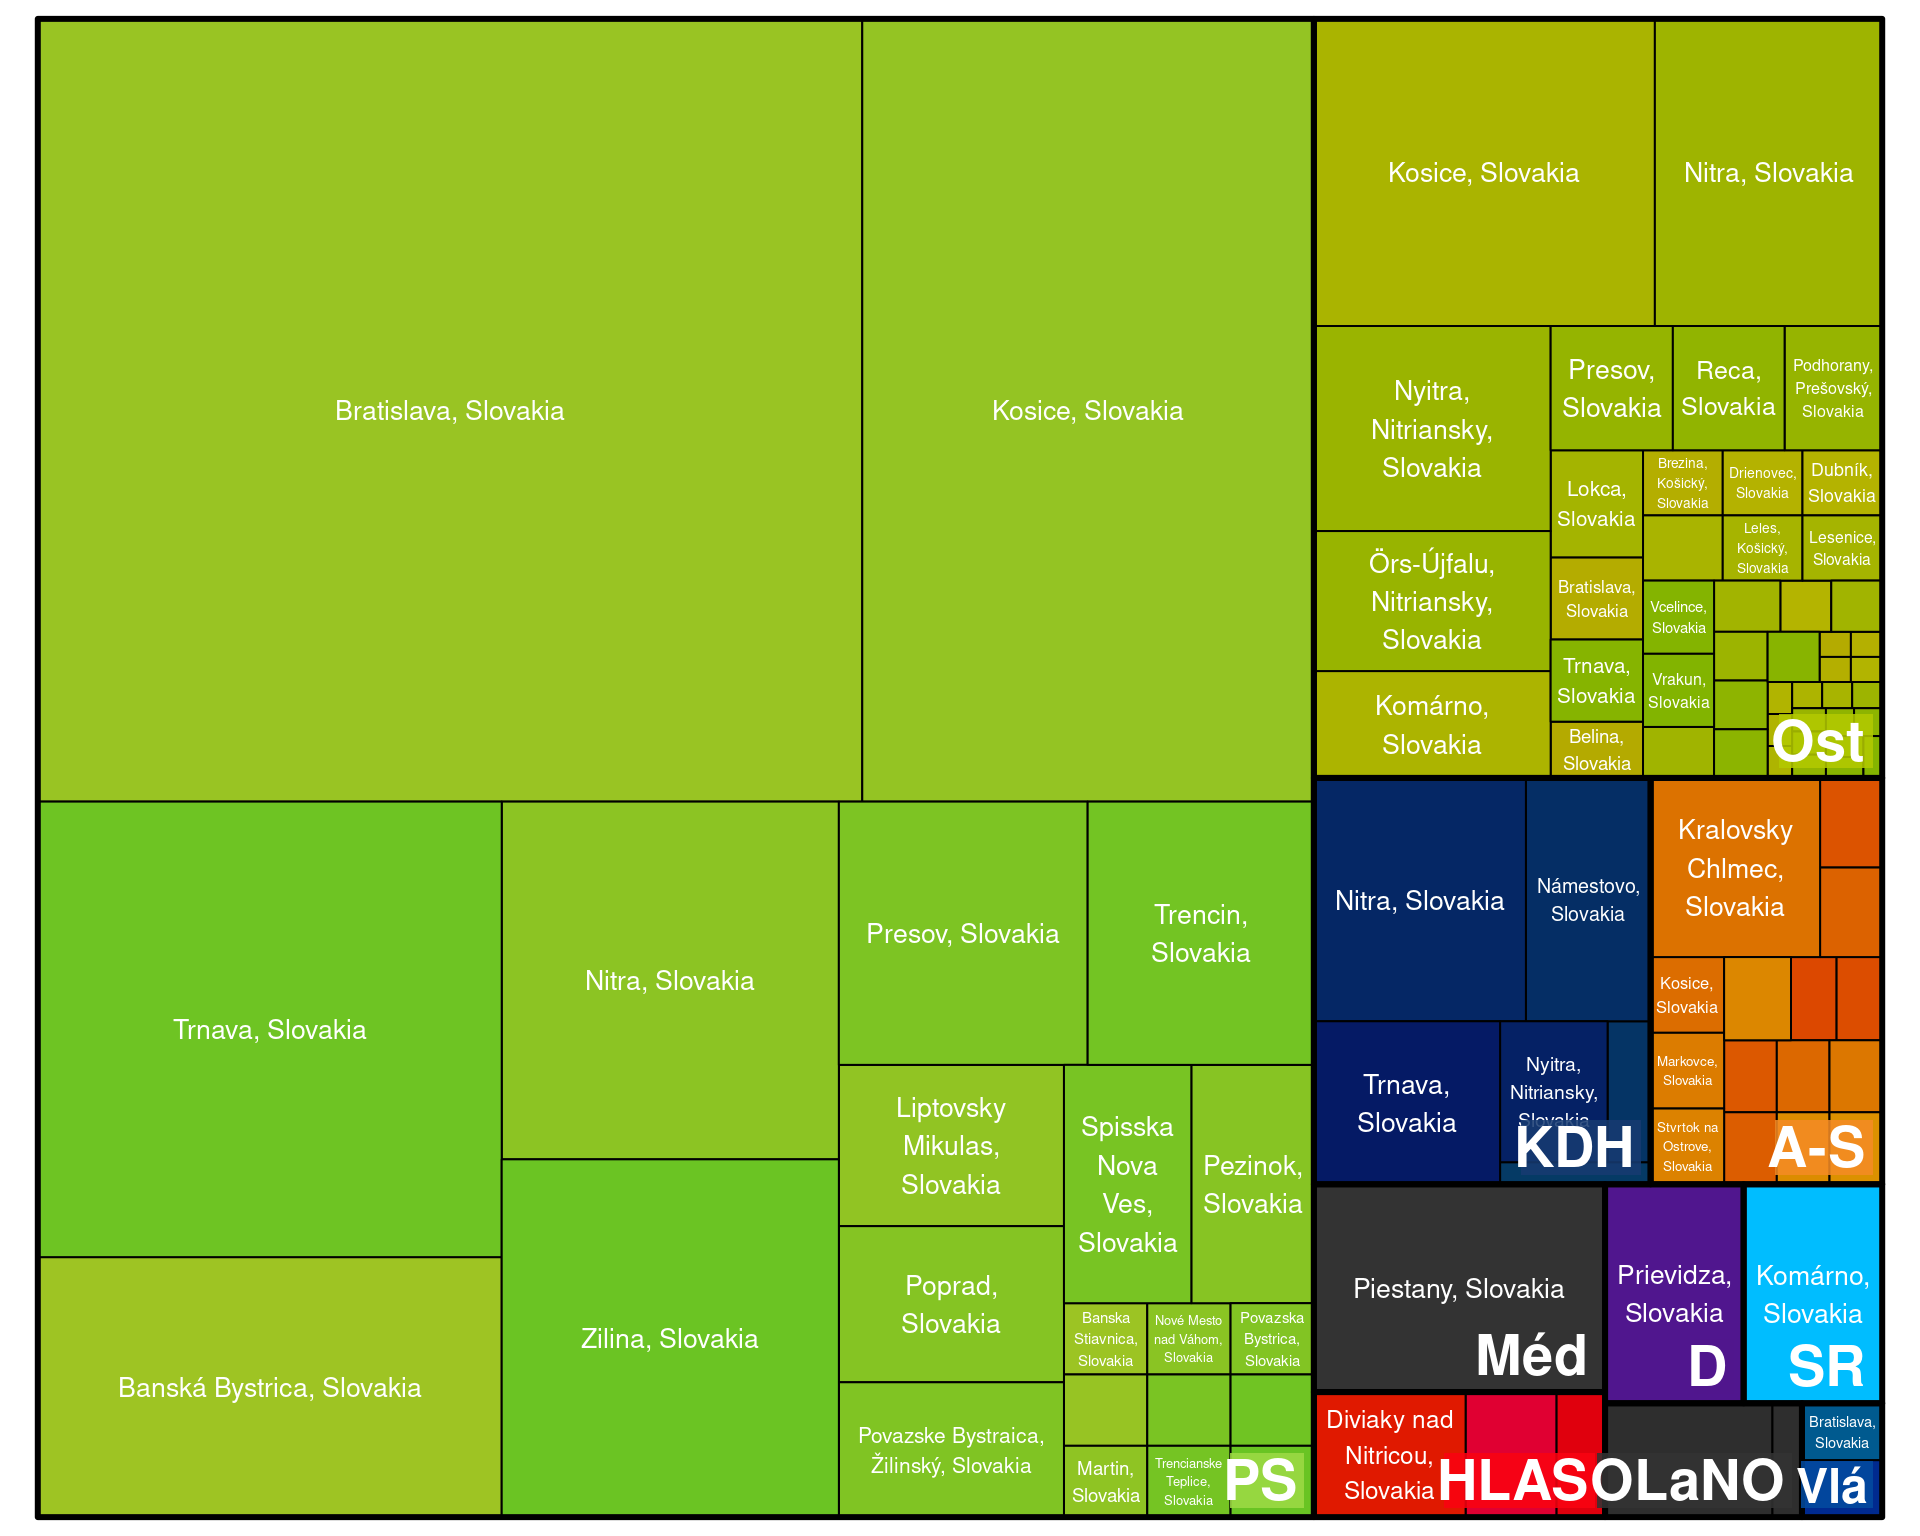 Bratislava, Slovakia
Kosice, Slovakia
Trnava, Slovakia
Banská Bystrica, Slovakia
Nitra, Slovakia
Zilina, Slovakia
Presov, Slovakia
Trencin,
Slovakia
Liptovsky
Mikulas,
Slovakia
Poprad,
Slovakia
Povazske Bystraica,
Žilinský, Slovakia
Spisska
Nova
Ves,
Slovakia
Pezinok,
Slovakia
Banska
Stiavnica,
Slovakia
Nové Mesto
nad Váhom,
Slovakia
Povazska
Bystrica,
Slovakia
Martin,
Slovakia
Trencianske
Teplice,
Slovakia
PS
Kosice, Slovakia
Nitra, Slovakia
Nyitra,
Nitriansky,
Slovakia
Örs-Újfalu,
Nitriansky,
Slovakia
Komárno,
Slovakia
Presov,
Slovakia
Reca,
Slovakia
Podhorany,
Prešovský,
Slovakia
Lokca,
Slovakia
Bratislava,
Slovakia
Trnava,
Slovakia
Belina,
Slovakia
Brezina,
Košický,
Slovakia
Drienovec,
Slovakia
Dubník,
Slovakia
Leles,
Košický,
Slovakia
Lesenice,
Slovakia
Vcelince,
Slovakia
Vrakun,
Slovakia
Ost
Nitra, Slovakia
Námestovo,
Slovakia
Trnava,
Slovakia
Nyitra,
Nitriansky,
Slovakia
KDH
Kralovsky
Chlmec,
Slovakia
Kosice,
Slovakia
Markovce,
Slovakia
Stvrtok na
Ostrove,
Slovakia
A-S
Piestany, Slovakia
Méd
Prievidza,
Slovakia
D
Komárno,
Slovakia
SR
Diviaky nad
Nitricou,
Slovakia
HLAS
OLaNO
Bratislava,
Slovakia
Vlá